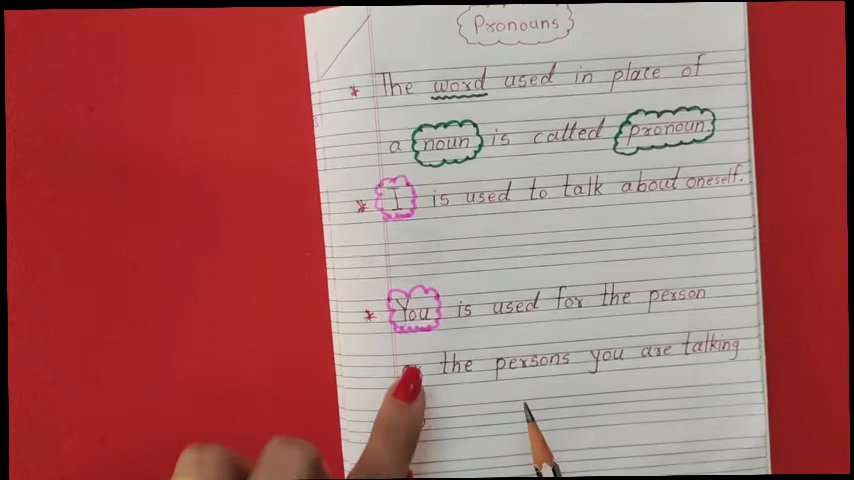 Pronouns
* The word used in place of
a noun is called pronoun.
* I is used to talk about oneself.
* You is used for the person
the persons you are talking